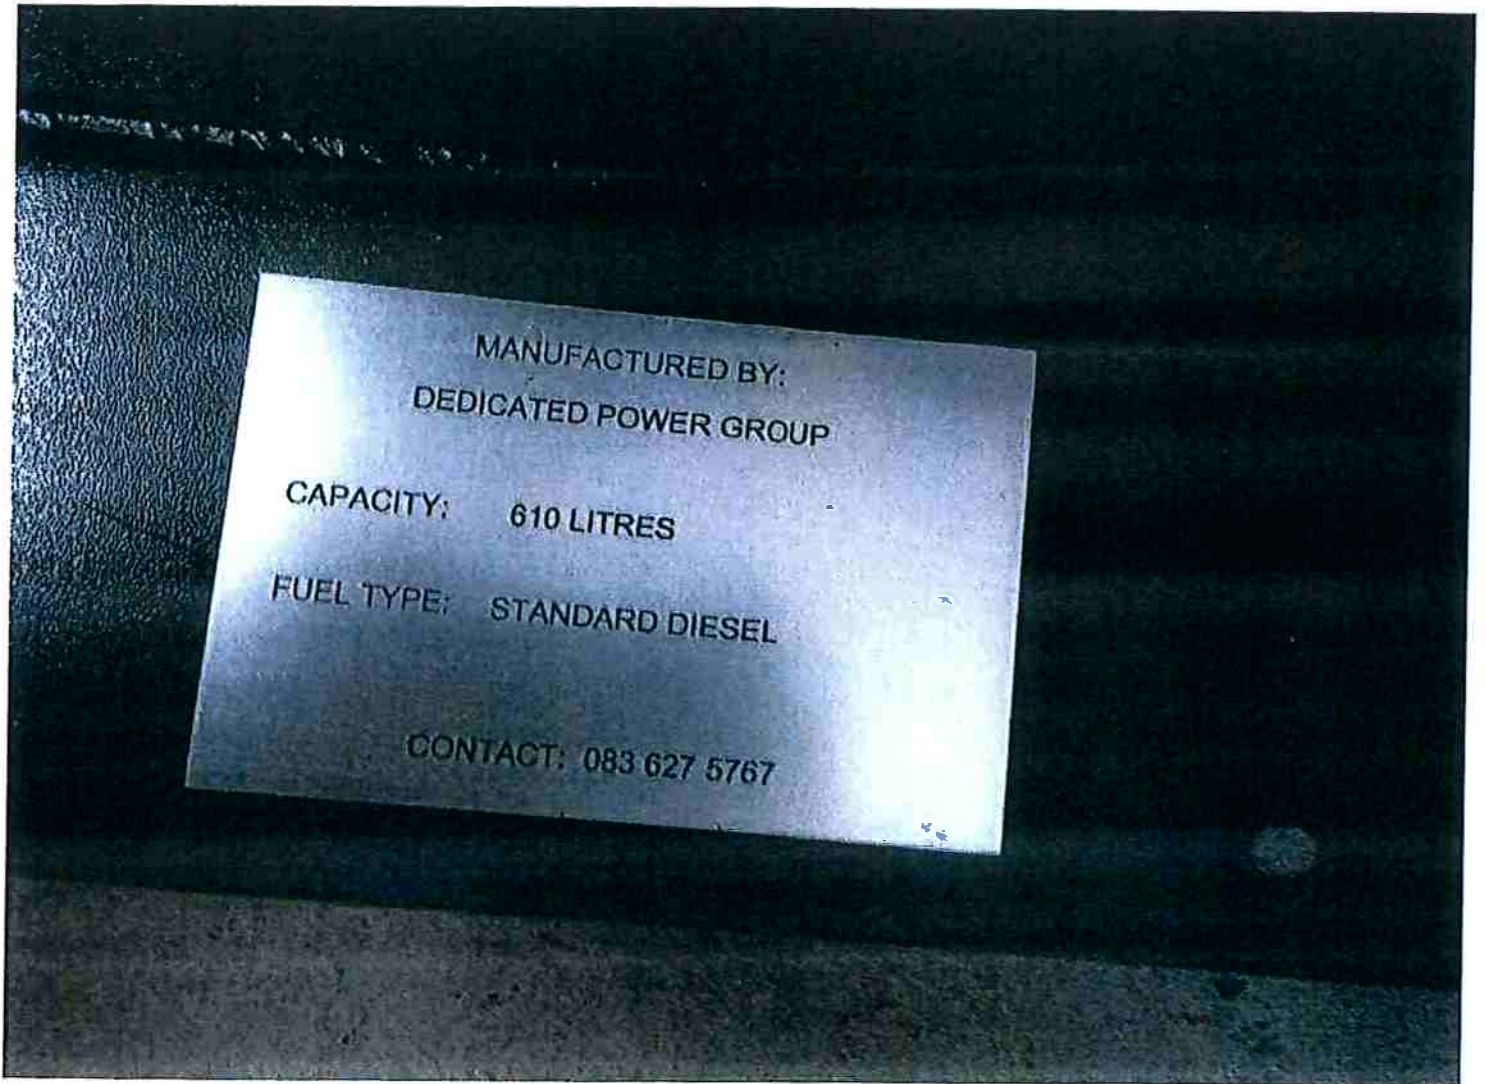 MANUFACTURED BY:
DEDICATED POWER GROUP
CAPACITY: 610 LITRES
FUEL TYPE: STANDARD DIESEL
CONTACT: 083 627 5767